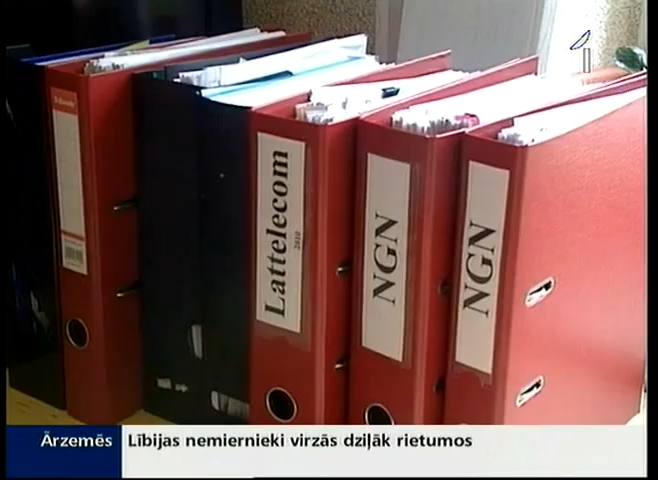 Lattelecom
2010
NGN
NGN
Ārzemēs
Lībijas nemiernieki virzās dziļāk rietumos